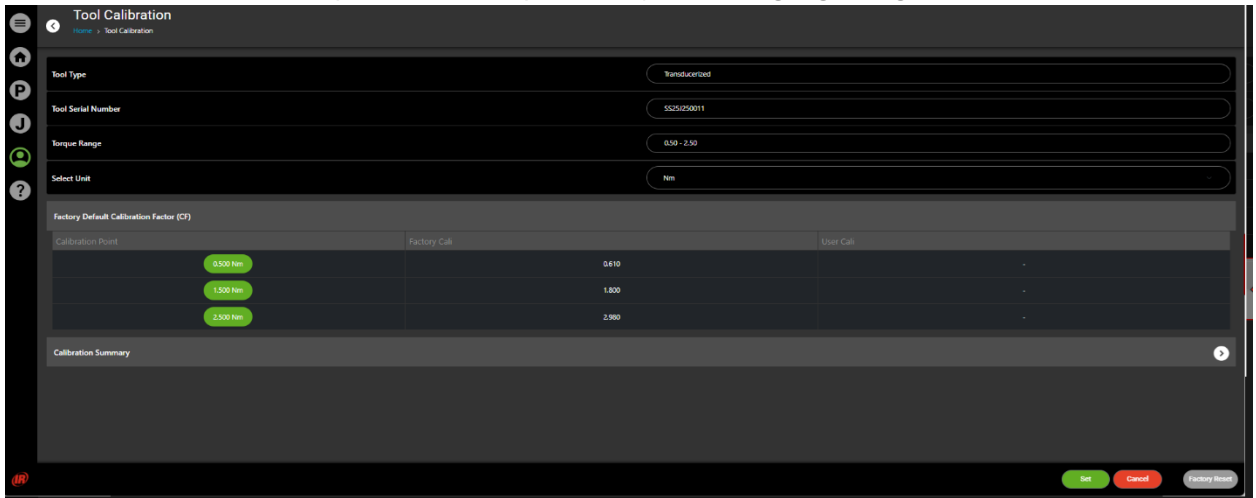 Tool Calibration
Home > Tool Calibration
Tool Type
Transducerized
Tool Serial Number
SS25J250011
Torque Range
0.50 - 2.50
Select Unit
Nm
Factory Default Calibration Factor (CF)
Calibration Point Factory Cali User Cali
0.500 Nm 0.610 -
1.500 Nm 1.800 -
2.500 Nm 2.980 -
Calibration Summary
P
J
?
IR
Set Cancel Factory Reset